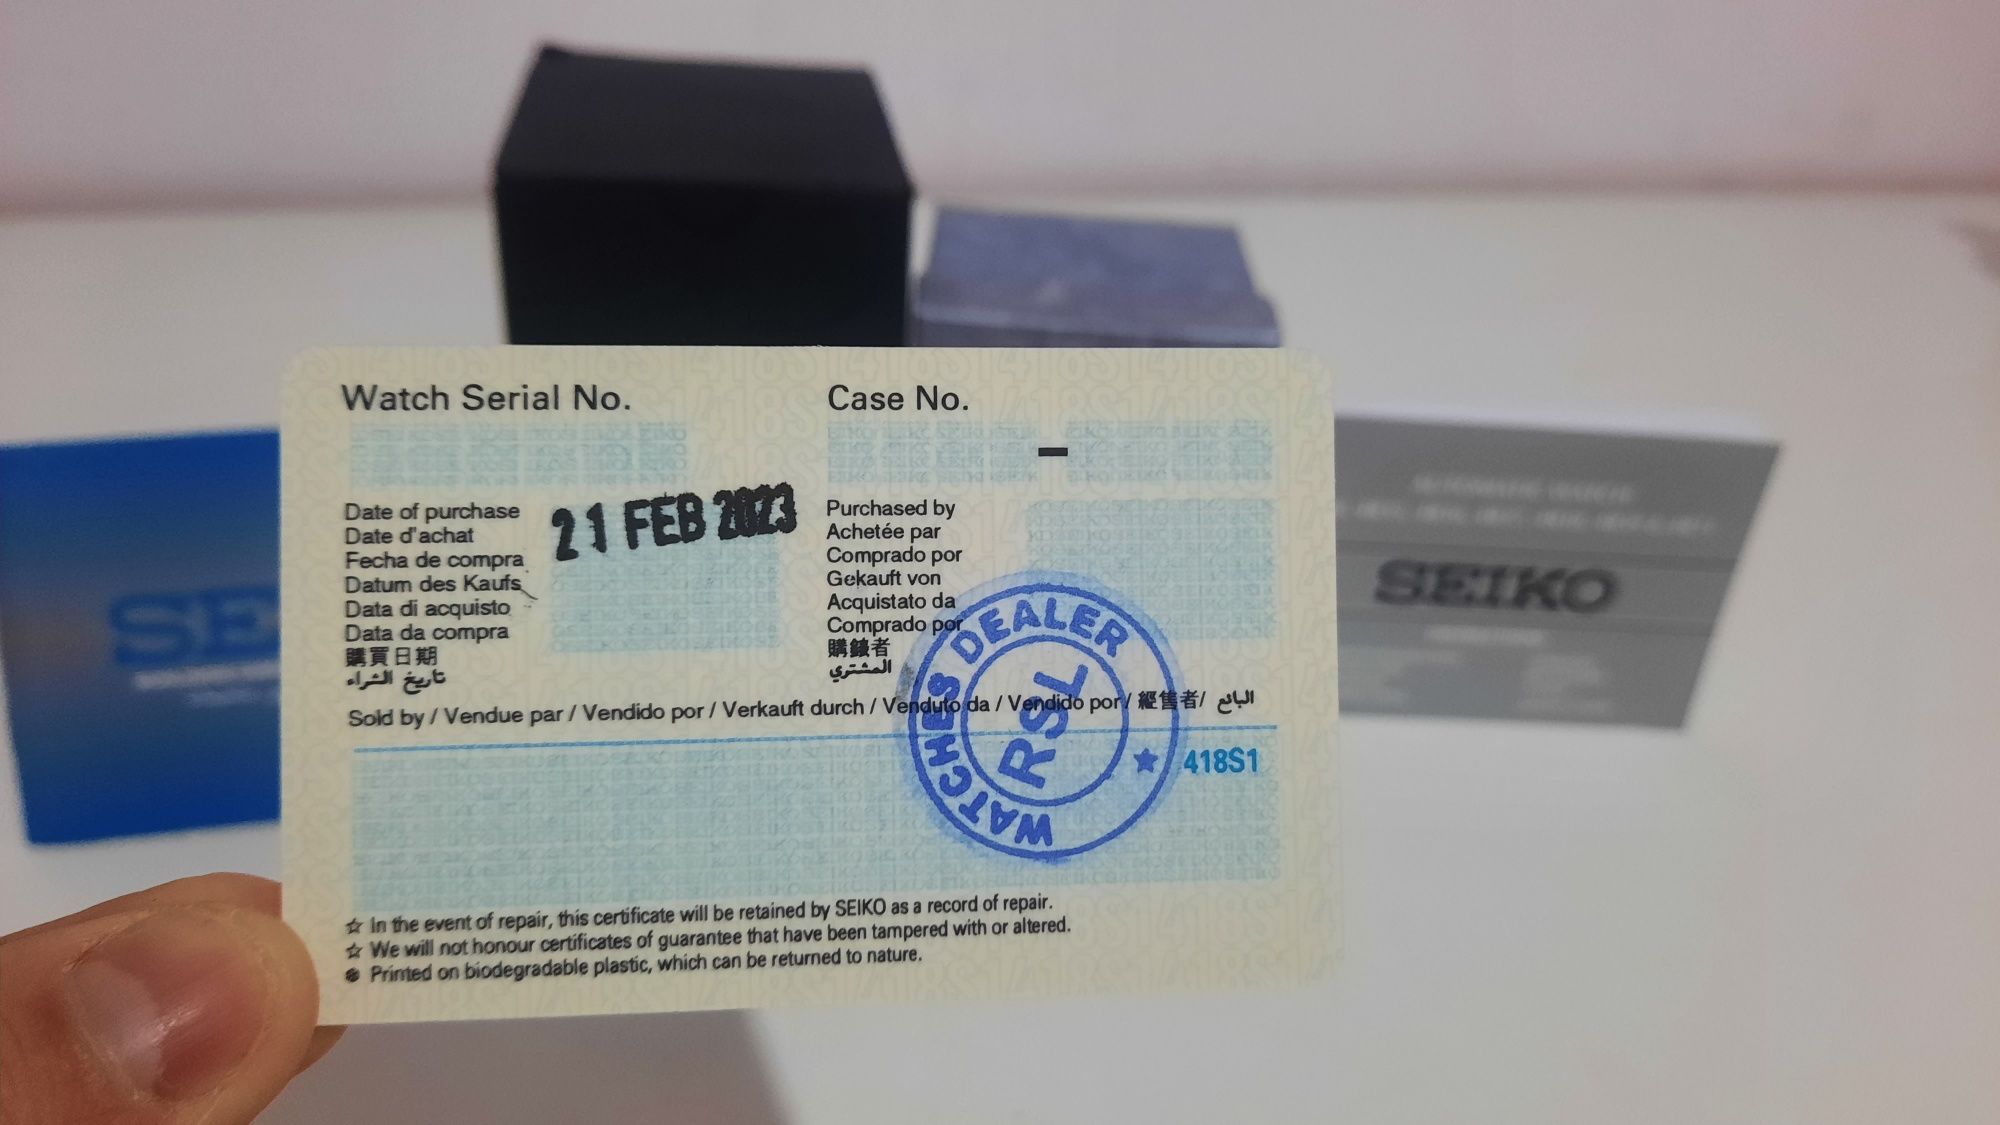 Watch Serial No.
Case No.
–
Date of purchase
Date d'achat
Fecha de compra
Datum des Kaufs
Data di acquisto
Data da compra
購買日期
تاريخ الشراء
21 FEB 2023
Purchased by
Achetée par
Comprado por
Gekauft von
Acquistato da
Comprado por
購錶者
المشتري
Sold by / Vendue par / Vendido por / Verkauft durch / Venduto da / Vendido por / 經售者/ البائع
WATCHES DEALER
RSL
418S1
☆ In the event of repair, this certificate will be retained by SEIKO as a record of repair.
☆ We will not honour certificates of guarantee that have been tampered with or altered.
Printed on biodegradable plastic, which can be returned to nature.
SEIKO